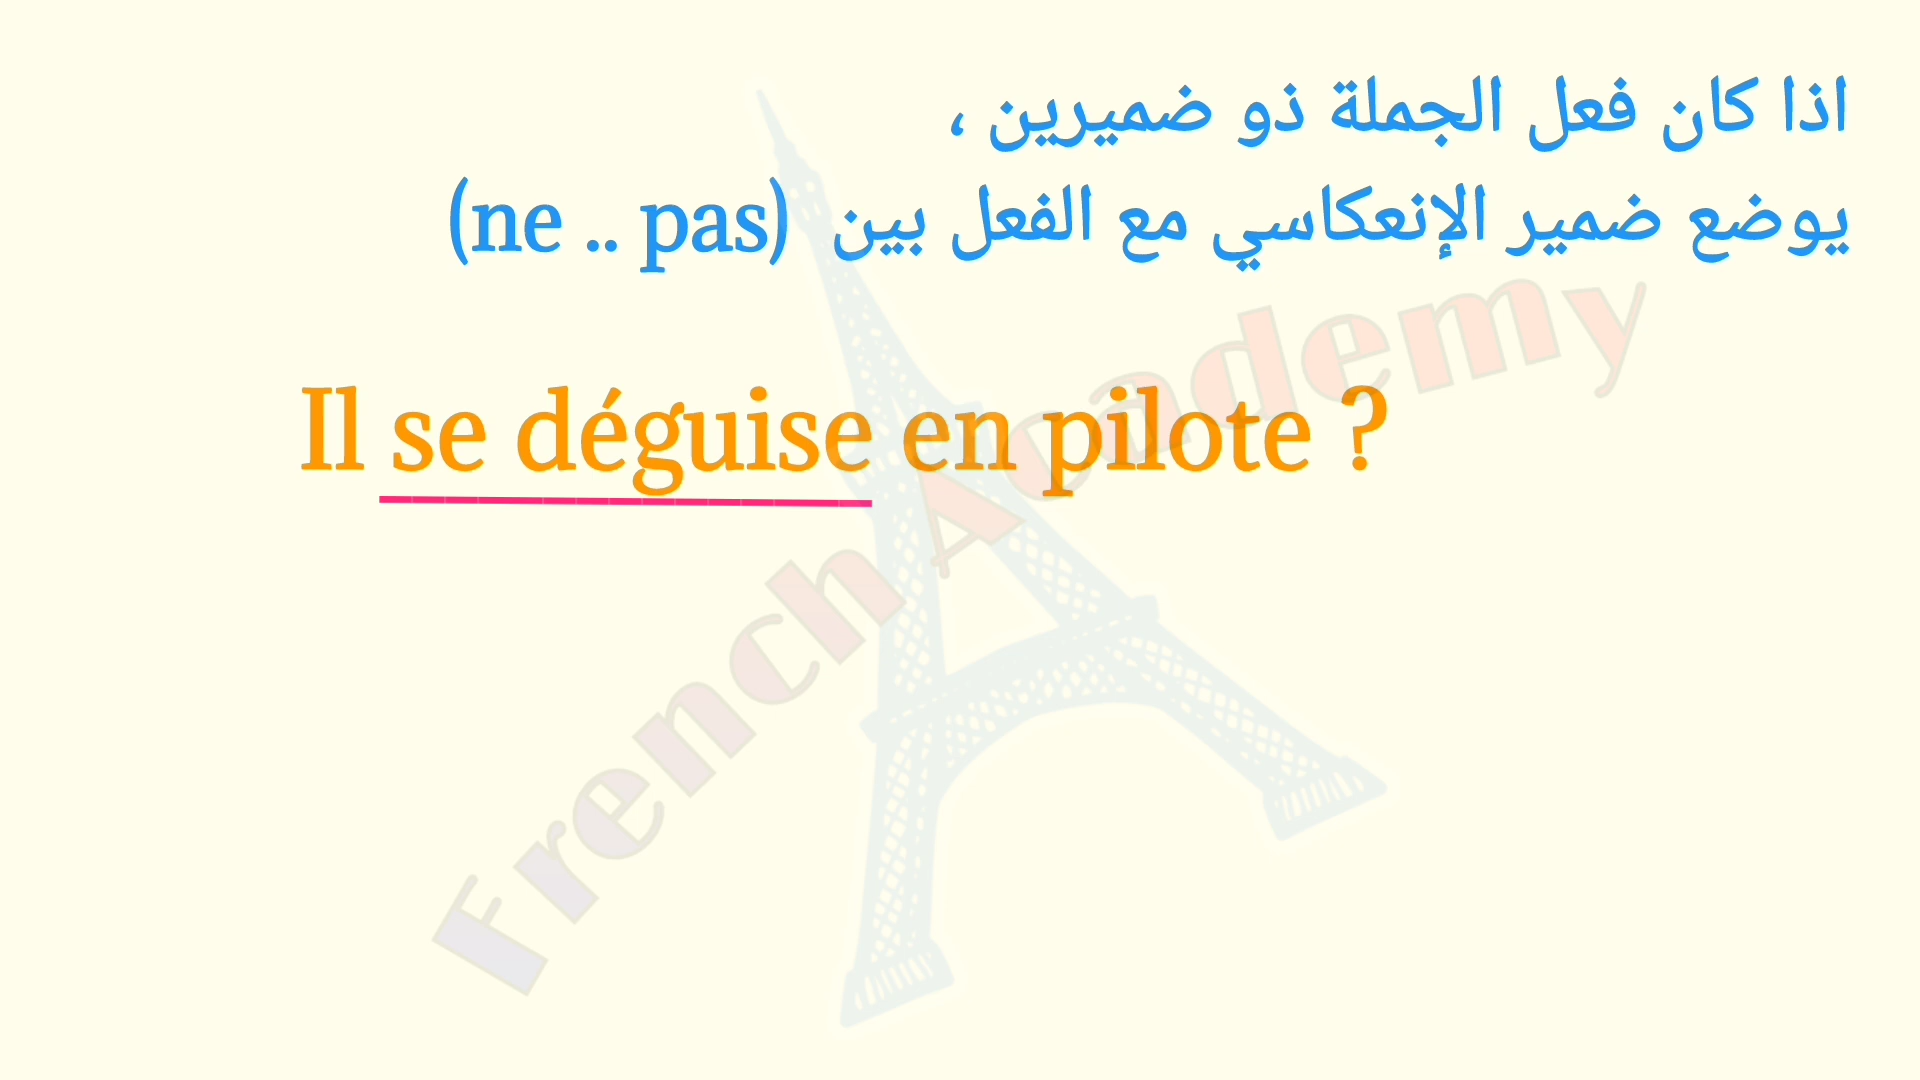 اذا كان فعل الجملة ذو ضميرين ،
يوضع ضمير الإنعكاسي مع الفعل بين (ne .. pas)
Il se déguise en pilote ?
French Academy